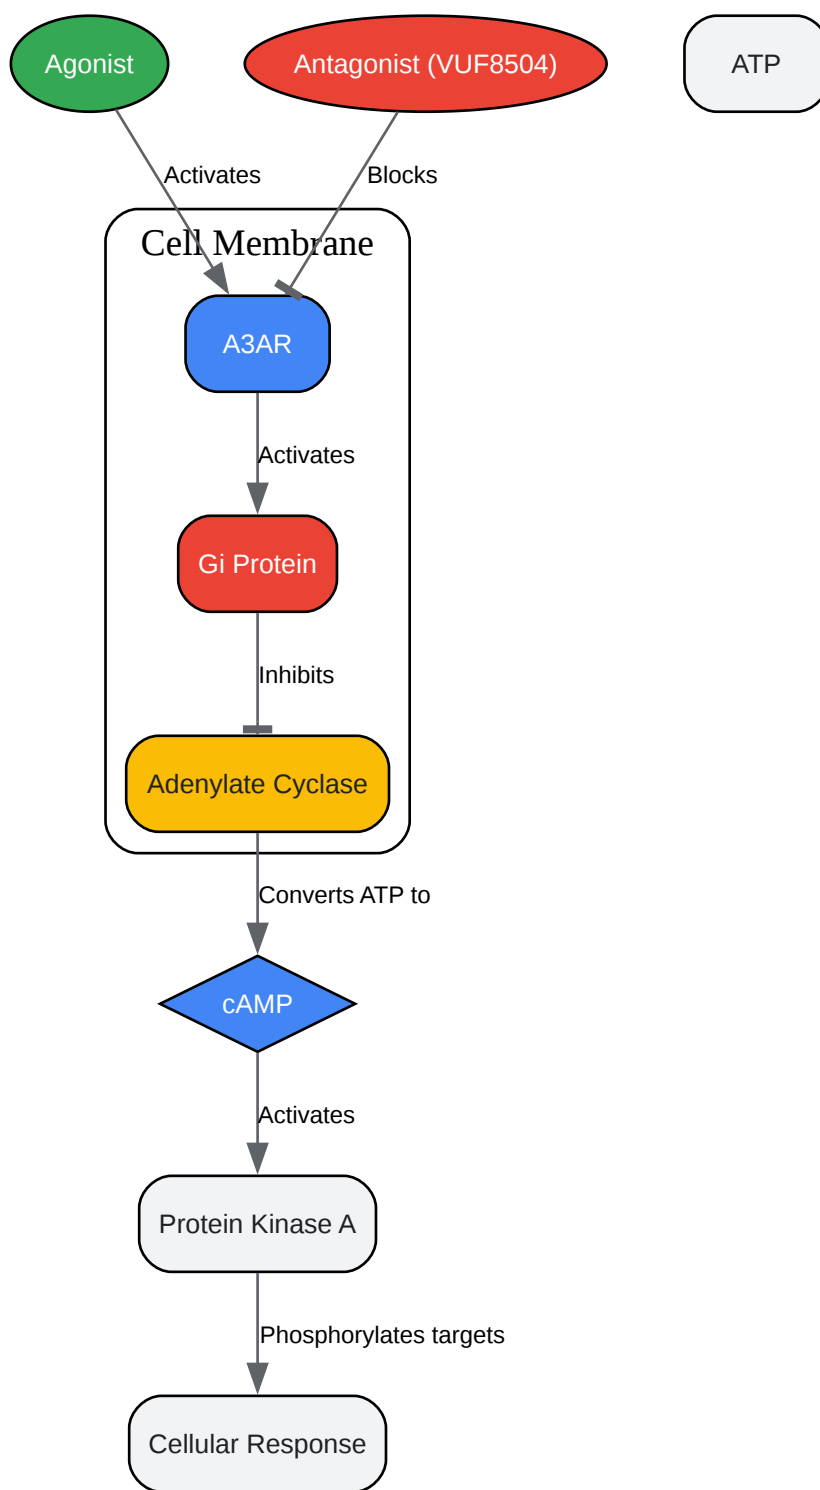 Agonist
Antagonist (VUF8504)
ATP
Activates
Blocks
Cell Membrane
A3AR
Activates
Gi Protein
Inhibits
Adenylate Cyclase
Converts ATP to
cAMP
Activates
Protein Kinase A
Phosphorylates targets
Cellular Response